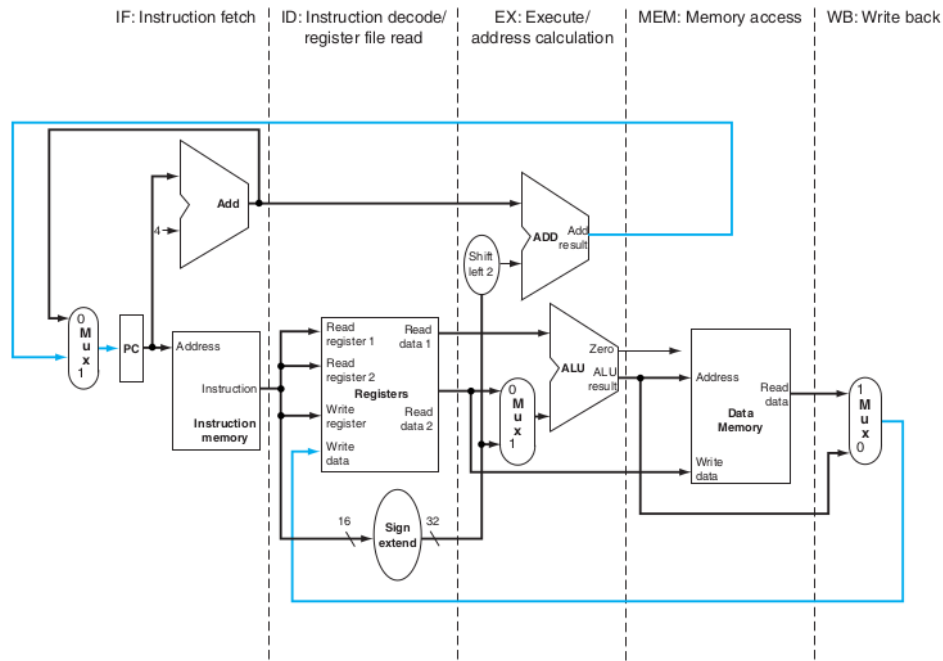 IF: Instruction fetch
ID: Instruction decode/
register file read
EX: Execute/
address calculation
MEM: Memory access
WB: Write back
Add
4
ADD
Add
result
Shift
left 2
0
M
u
x
1
PC
Address
Instruction
Instruction
memory
Read
register 1
Read
register 2
Write
register
Write
data
Registers
Read
data 1
Read
data 2
16
Sign
extend
32
0
M
u
x
1
Zero
ALU
ALU
result
Address
Read
data
Data
Memory
Write
data
1
M
u
x
0